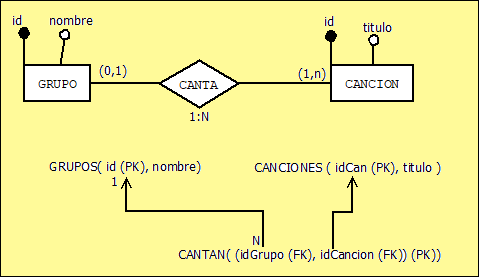 id nombre id titulo
GRUPO (0,1) CANTA (1,n) CANCION
1:N
GRUPOS( id (PK), nombre) CANCIONES ( idCan (PK), titulo )
1
N
CANTAN( (idGrupo (FK), idCancion (FK)) (PK))